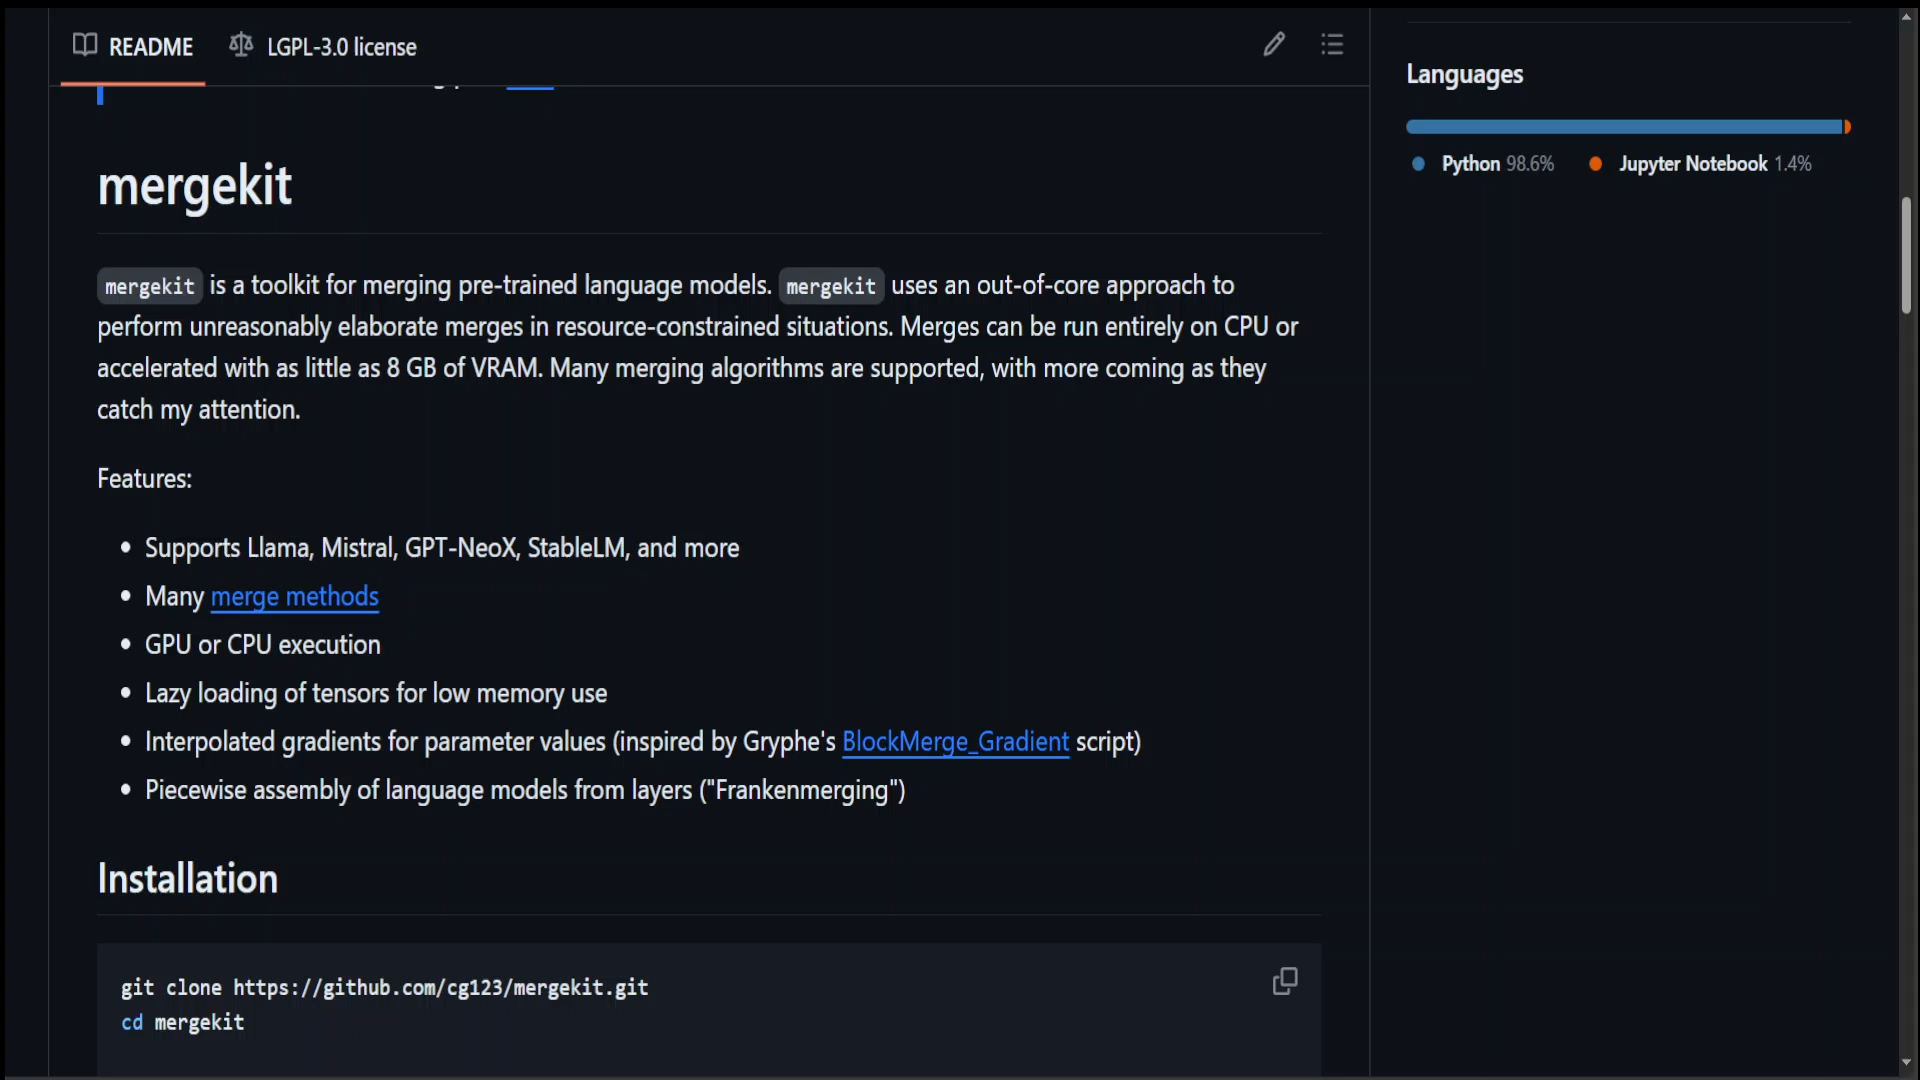 README
LGPL-3.0 license
mergekit
mergekit is a toolkit for merging pre-trained language models. mergekit uses an out-of-core approach to
perform unreasonably elaborate merges in resource-constrained situations. Merges can be run entirely on CPU or
accelerated with as little as 8 GB of VRAM. Many merging algorithms are supported, with more coming as they
catch my attention.
Features:
• Supports Llama, Mistral, GPT-NeoX, StableLM, and more
• Many merge methods
• GPU or CPU execution
• Lazy loading of tensors for low memory use
• Interpolated gradients for parameter values (inspired by Gryphe's BlockMerge_Gradient script)
• Piecewise assembly of language models from layers ("Frankenmerging")
Installation
git clone https://github.com/cg123/mergekit.git
cd mergekit
Languages
Python 98.6%
Jupyter Notebook 1.4%